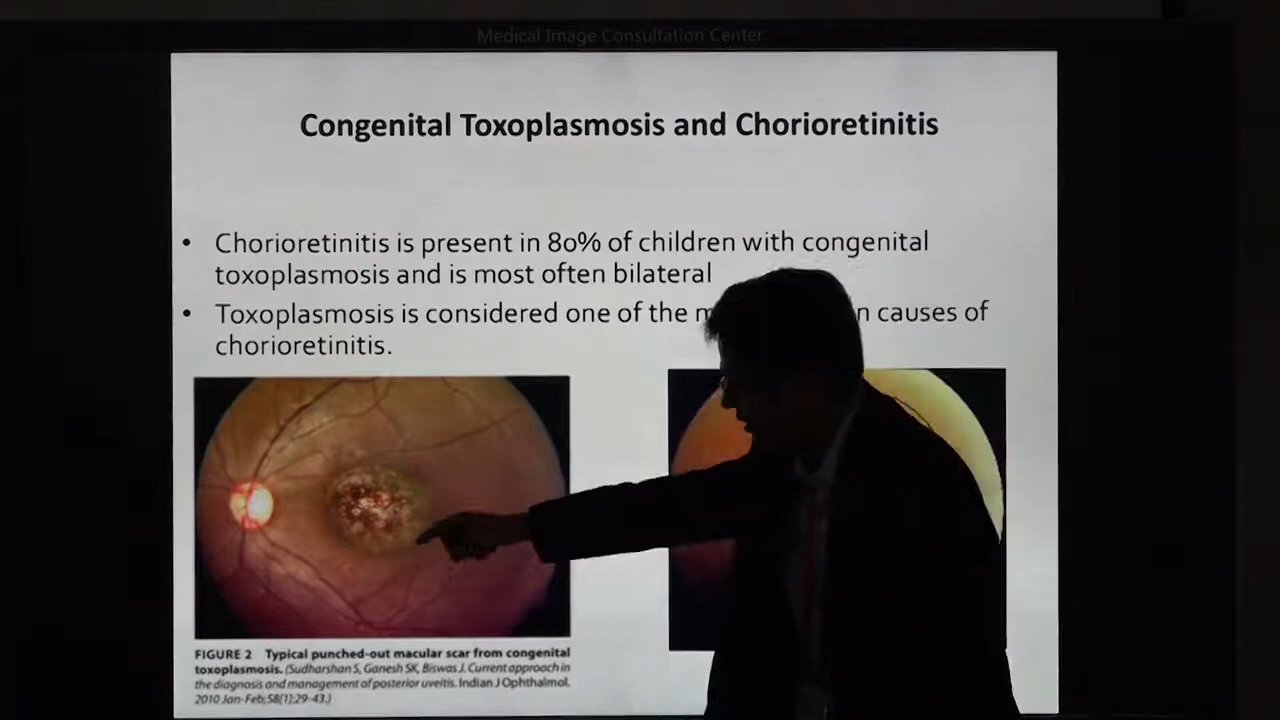 Medical Image Consultation Center
Congenital Toxoplasmosis and Chorioretinitis
• Chorioretinitis is present in 80% of children with congenital
toxoplasmosis and is most often bilateral
• Toxoplasmosis is considered one of the causes of
chorioretinitis.
FIGURE 2 Typical punched-out macular scar from congenital
toxoplasmosis. (Sudharshan S, Ganesh SK, Biswas J. Current approach in
the diagnosis and management of posterior uveitis. Indian J Ophthalmol.
2010 Jan-Feb;58(1):29-43.)